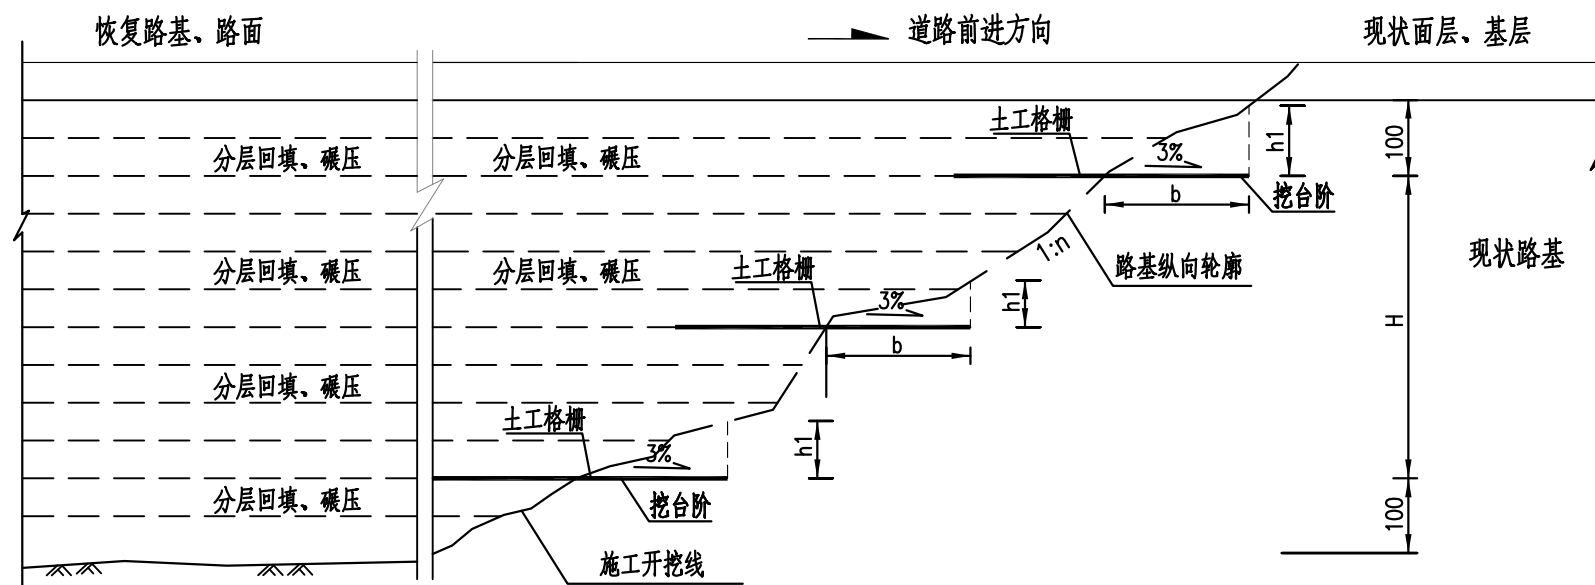 恢复路基、路面
道路前进方向
现状面层、基层
土工格栅
100
h1
分层回填、碾压
分层回填、碾压
3%
b
挖台阶
1:n
路基纵向轮廓
现状路基
分层回填、碾压
分层回填、碾压
土工格栅
3%
h1
H
b
分层回填、碾压
土工格栅
3%
h1
分层回填、碾压
挖台阶
100
施工开挖线